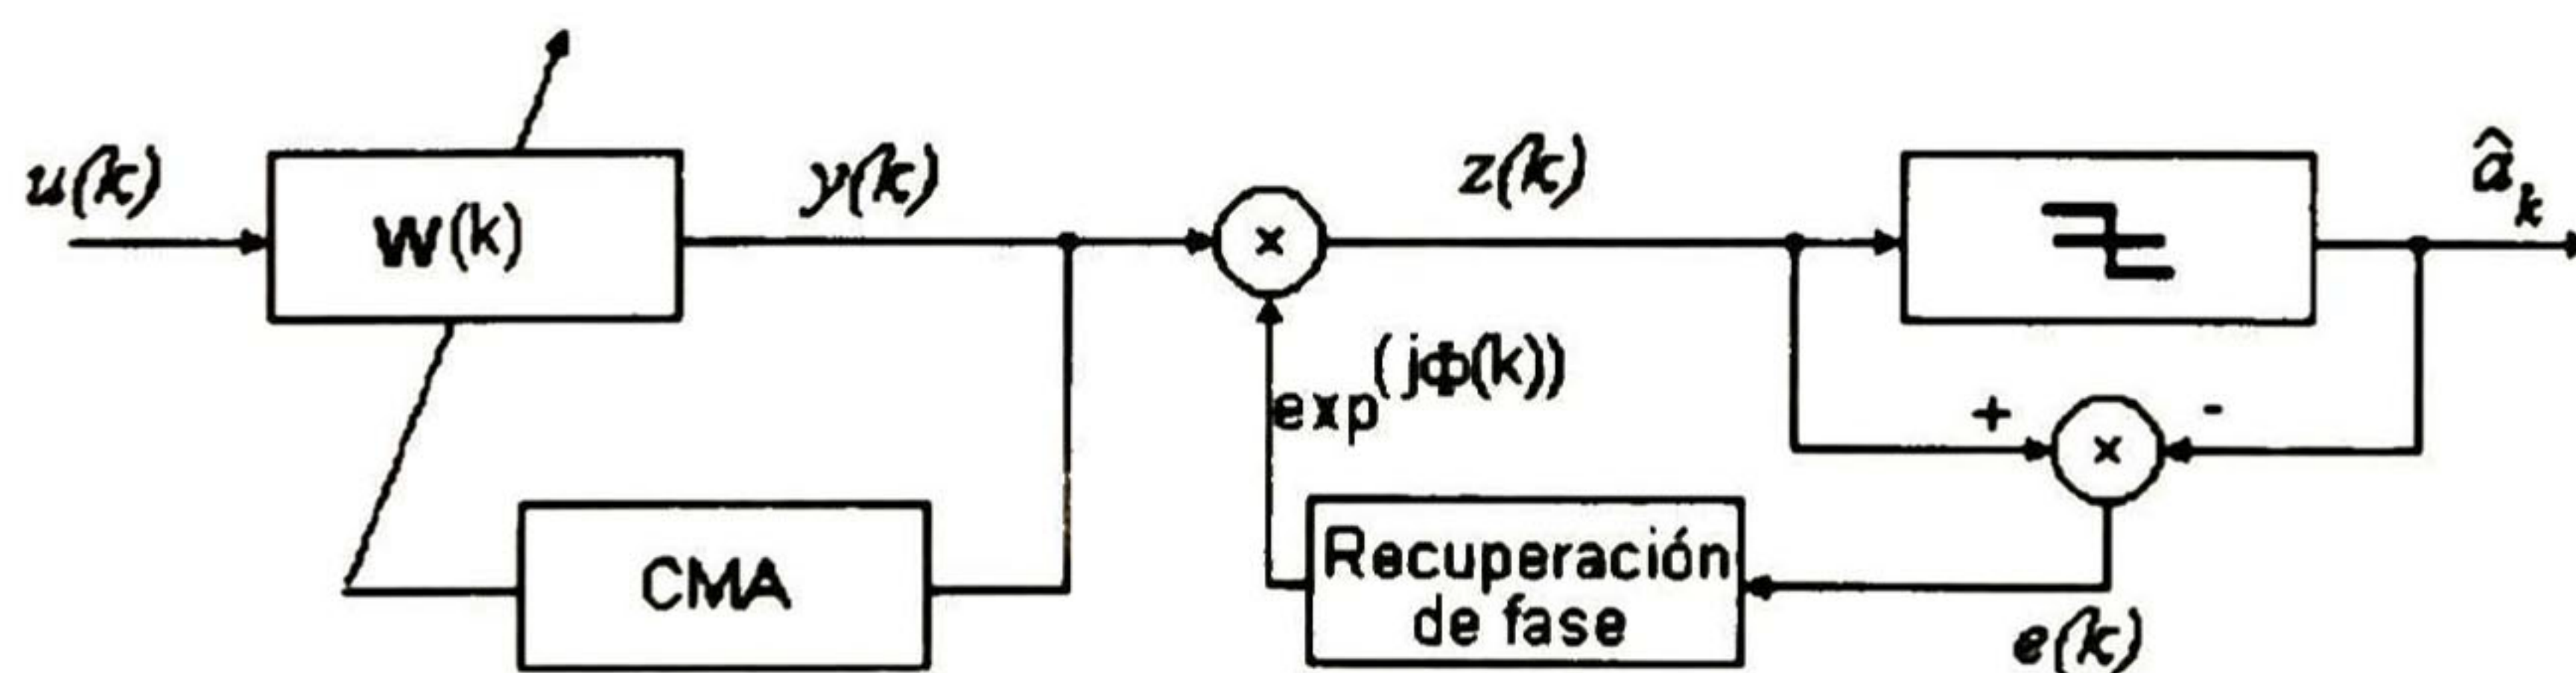 u(k)
W(k)
y(k)
×
z(k)
â_k
exp(jΦ(k))
+
×
-
CMA
Recuperación
de fase
e(k)